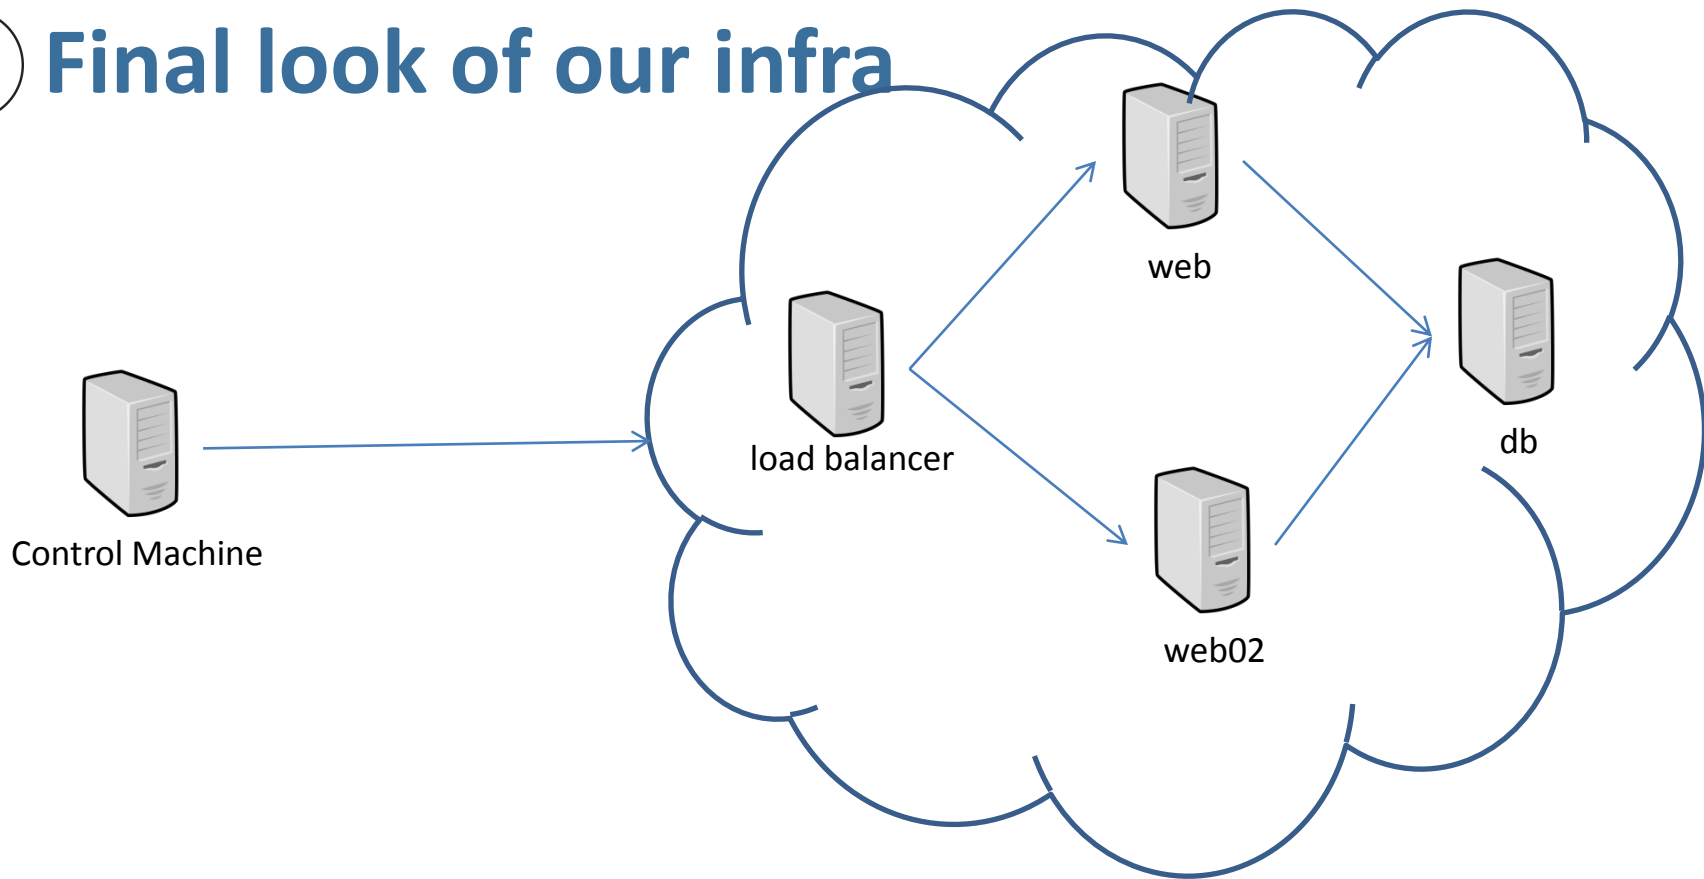 Final look of our infra
web
load balancer
db
Control Machine
web02